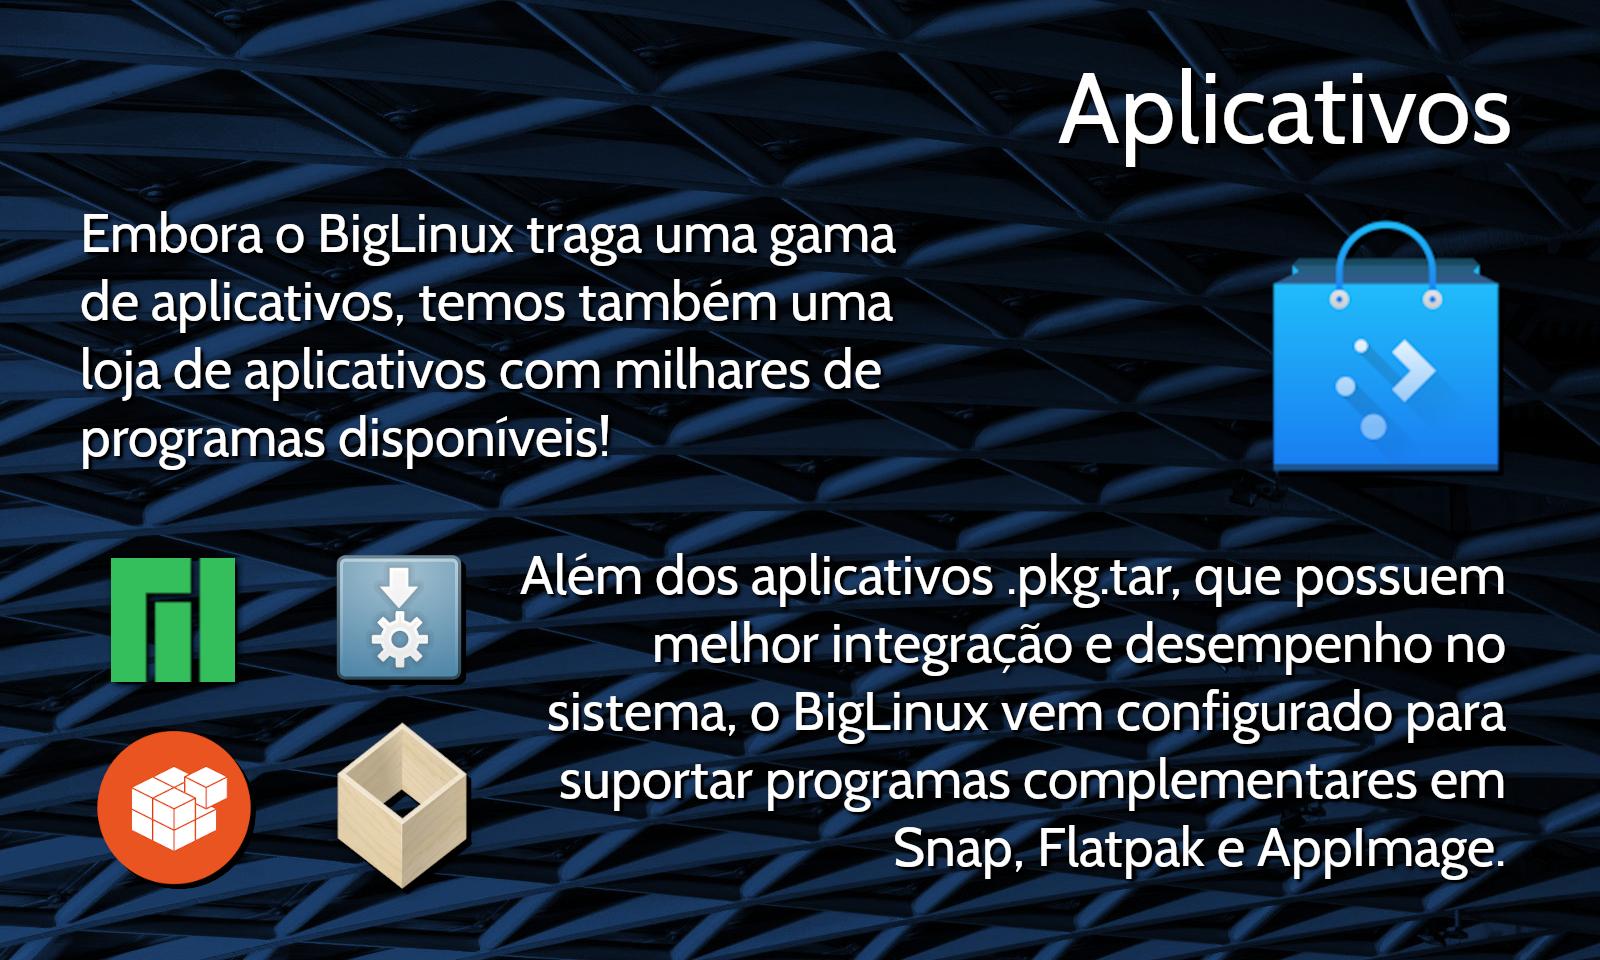 Aplicativos
Embora o BigLinux traga uma gama
de aplicativos, temos também uma
loja de aplicativos com milhares de
programas disponíveis!
Além dos aplicativos .pkg.tar, que possuem
melhor integração e desempenho no
sistema, o BigLinux vem configurado para
suportar programas complementares em
Snap, Flatpak e AppImage.